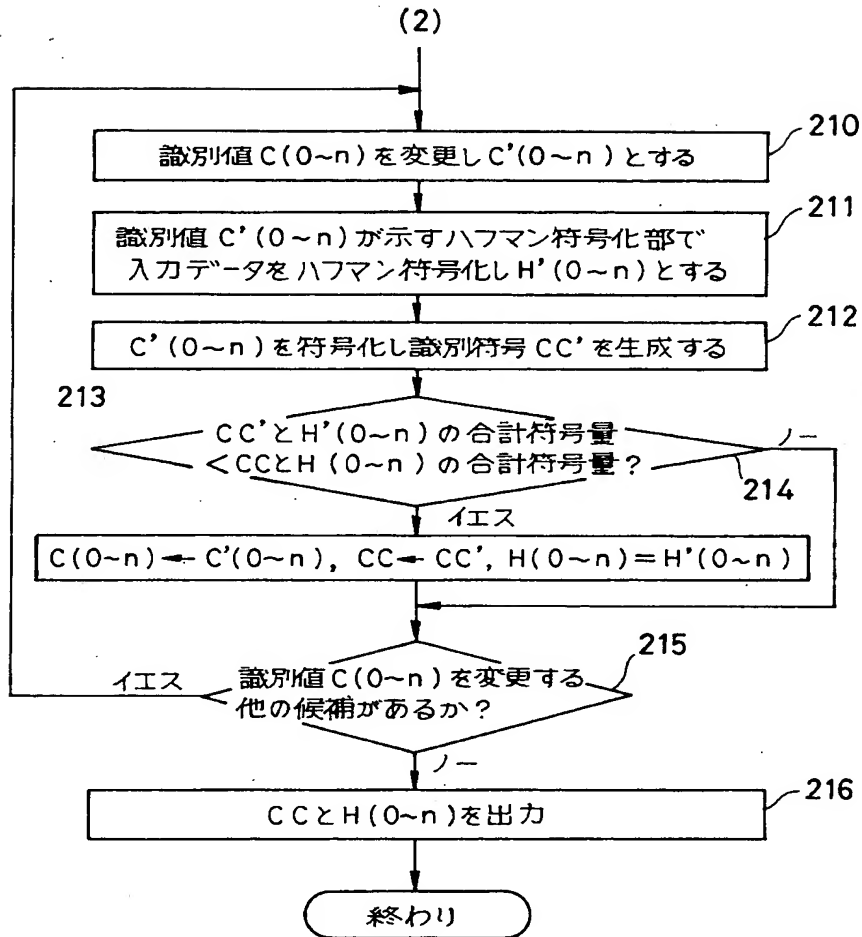 (2)
210
識別値C(0~n)を変更しC'(0~n)とする
211
識別値C'(0~n)が示すハフマン符号化部で
入力データをハフマン符号化しH'(0~n)とする
212
C'(0~n)を符号化し識別符号CC'を生成する
213
CC'とH'(0~n)の合計符号量
<CCとH(0~n)の合計符号量?
ノー
214
イエス
C(0~n)←C'(0~n), CC←CC', H(0~n)=H'(0~n)
215
イエス
識別値C(0~n)を変更する
他の候補があるか?
ノー
216
CCとH(0~n)を出力
終わり